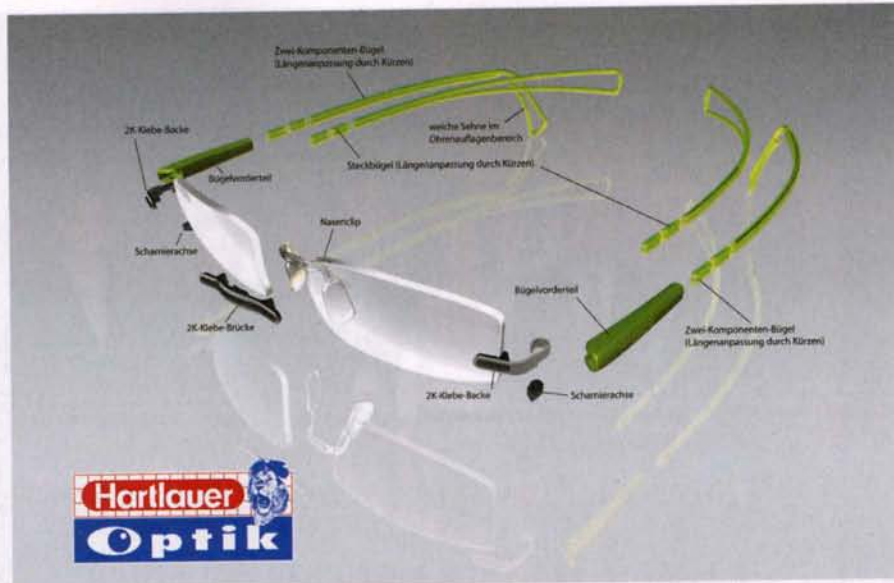 Zwei-Komponenten-Bügel
(Längenanpassung durch Kürzen)
2K-Klebe-Backe
weiche Sehne im
Ohrenauflagenbereich
Steckbügel (Längenanpassung durch Kürzen)
Bügelvorderteil
Nasenclip
Scharnierachse
Bügelvorderteil
2K-Klebe-Brücke
Zwei-Komponenten-Bügel
(Längenanpassung durch Kürzen)
2K-Klebe-Backe
Scharnierachse
Hartlauer
Optik